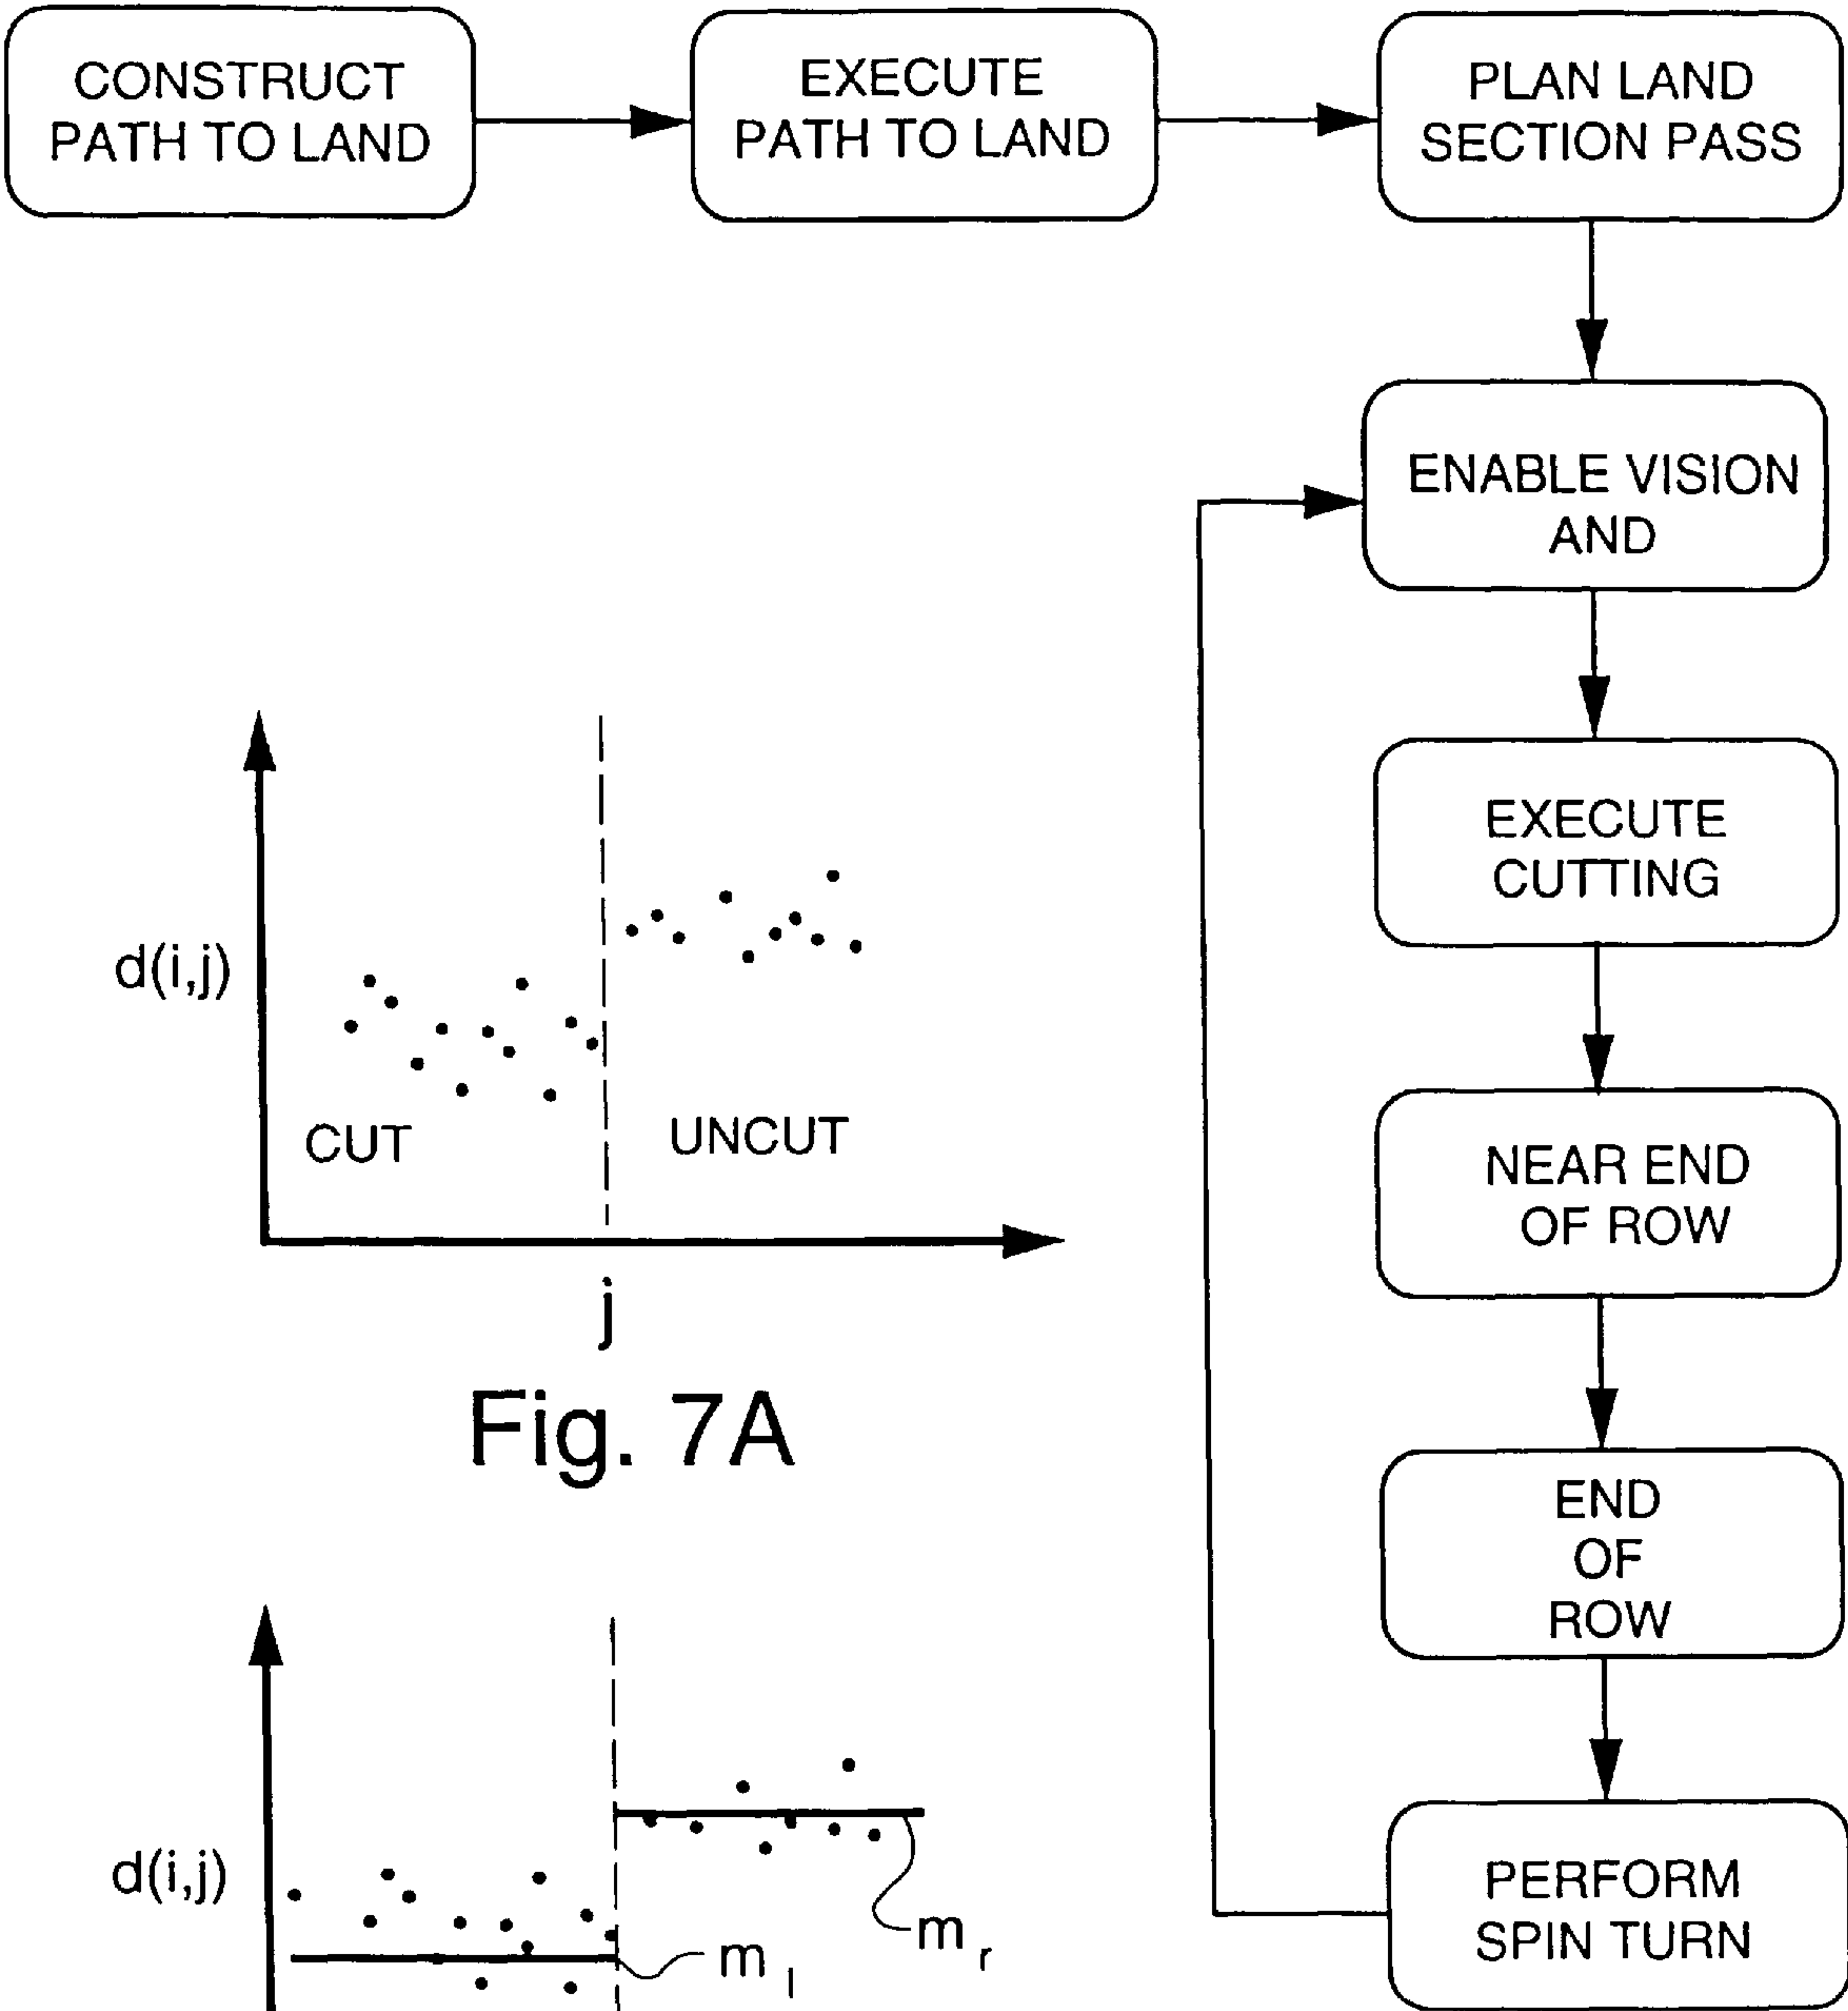 CONSTRUCT
PATH TO LAND
EXECUTE
PATH TO LAND
PLAN LAND
SECTION PASS
ENABLE VISION
AND
EXECUTE
CUTTING
NEAR END
OF ROW
END
OF
ROW
PERFORM
SPIN TURN
d(i,j)
CUT
UNCUT
j
Fig. 7A
d(i,j)
m r
m l